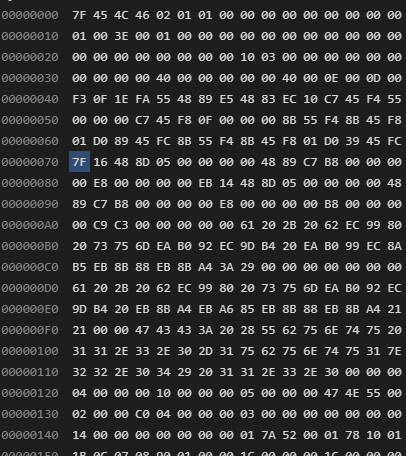 00000000 7F 45 4C 46 02 01 01 00 00 00 00 00 00 00 00 00
00000010 01 00 3E 00 01 00 00 00 00 00 00 00 00 00 00 00
00000020 00 00 00 00 00 00 00 00 10 03 00 00 00 00 00 00
00000030 00 00 00 00 40 00 00 00 00 00 40 00 0E 00 0D 00
00000040 F3 0F 1E FA 55 48 89 E5 48 83 EC 10 C7 45 F4 55
00000050 00 00 00 C7 45 F8 0F 00 00 00 8B 55 F4 8B 45 F8
00000060 01 D0 89 45 FC 8B 55 F4 8B 45 F8 01 D0 39 45 FC
00000070 7F 16 48 8D 05 00 00 00 00 48 89 C7 B8 00 00 00
00000080 00 E8 00 00 00 00 EB 14 48 8D 05 00 00 00 00 48
00000090 89 C7 B8 00 00 00 00 E8 00 00 00 00 B8 00 00 00
000000A0 00 C9 C3 00 00 00 00 00 61 20 2B 20 62 EC 99 80
000000B0 20 73 75 6D EA B0 92 EC 9D B4 20 EA B0 99 EC 8A
000000C0 B5 EB 8B 88 EB 8B A4 3A 29 00 00 00 00 00 00 00
000000D0 61 20 2B 20 62 EC 99 80 20 73 75 6D EA B0 92 EC
000000E0 9D B4 20 EB 8B A4 EB A6 85 EB 8B 88 EB 8B A4 21
000000F0 21 00 00 47 43 43 3A 20 28 55 62 75 6E 74 75 20
00000100 31 31 2E 33 2E 30 2D 31 75 62 75 6E 74 75 31 7E
00000110 32 32 2E 30 34 29 20 31 31 2E 33 2E 30 00 00 00
00000120 04 00 00 00 10 00 00 00 05 00 00 00 47 4E 55 00
00000130 02 00 00 C0 04 00 00 00 03 00 00 00 00 00 00 00
00000140 14 00 00 00 00 00 00 00 01 7A 52 00 01 78 10 01
00000150 1B 0C 07 08 90 01 00 00 1C 00 00 00 1C 00 00 00